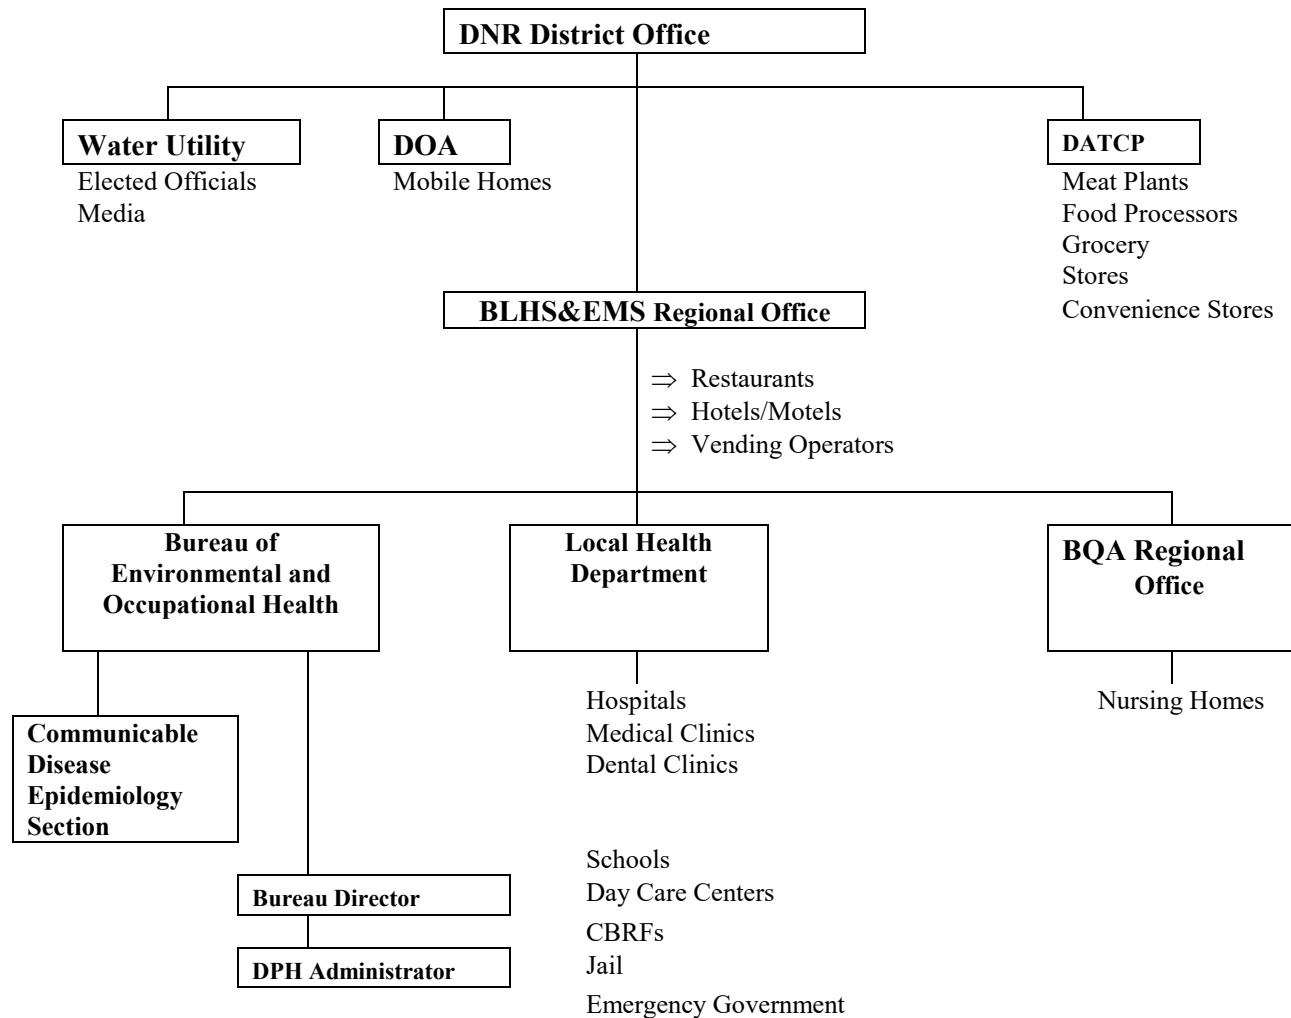 DNR District Office
Water Utility
Elected Officials
Media
DOA
Mobile Homes
DATCP
Meat Plants
Food Processors
Grocery
Stores
Convenience Stores
BLHS&EMS Regional Office
⇒ Restaurants
⇒ Hotels/Motels
⇒ Vending Operators
Bureau of
Environmental and
Occupational Health
Local Health
Department
BQA Regional
Office
Communicable
Disease
Epidemiology
Section
Bureau Director
DPH Administrator
Hospitals
Medical Clinics
Dental Clinics
Schools
Day Care Centers
CBRFs
Jail
Emergency Government
Nursing Homes